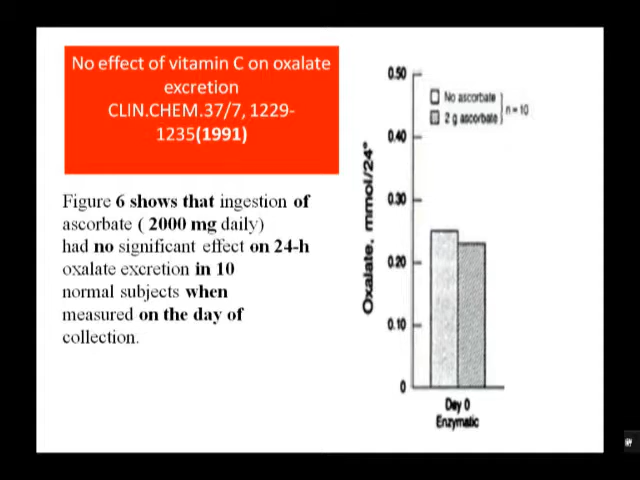 No effect of vitamin C on oxalate
excretion
CLIN.CHEM.37/7, 1229-
1235(1991)
Figure 6 shows that ingestion of
ascorbate ( 2000 mg daily)
had no significant effect on 24-h
oxalate excretion in 10
normal subjects when
measured on the day of
collection.
Oxalate, mmol/24°
0.50
0.40
0.30
0.20
0.10
0
No ascorbate
2 g ascorbate
n = 10
Day 0
Enzymatic